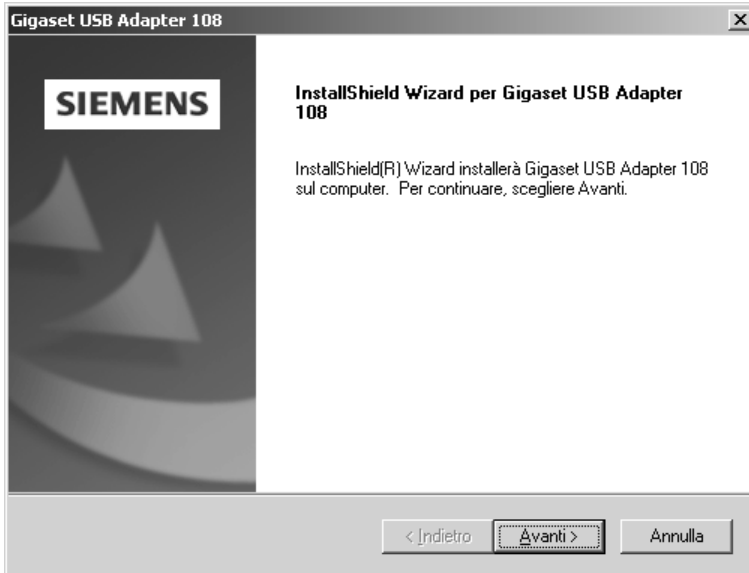 Gigaset USB Adapter 108
SIEMENS
InstallShield Wizard per Gigaset USB Adapter
108
InstallShield(R) Wizard installerà Gigaset USB Adapter 108
sul computer.  Per continuare, scegliere Avanti.
< Indietro
Avanti >
Annulla